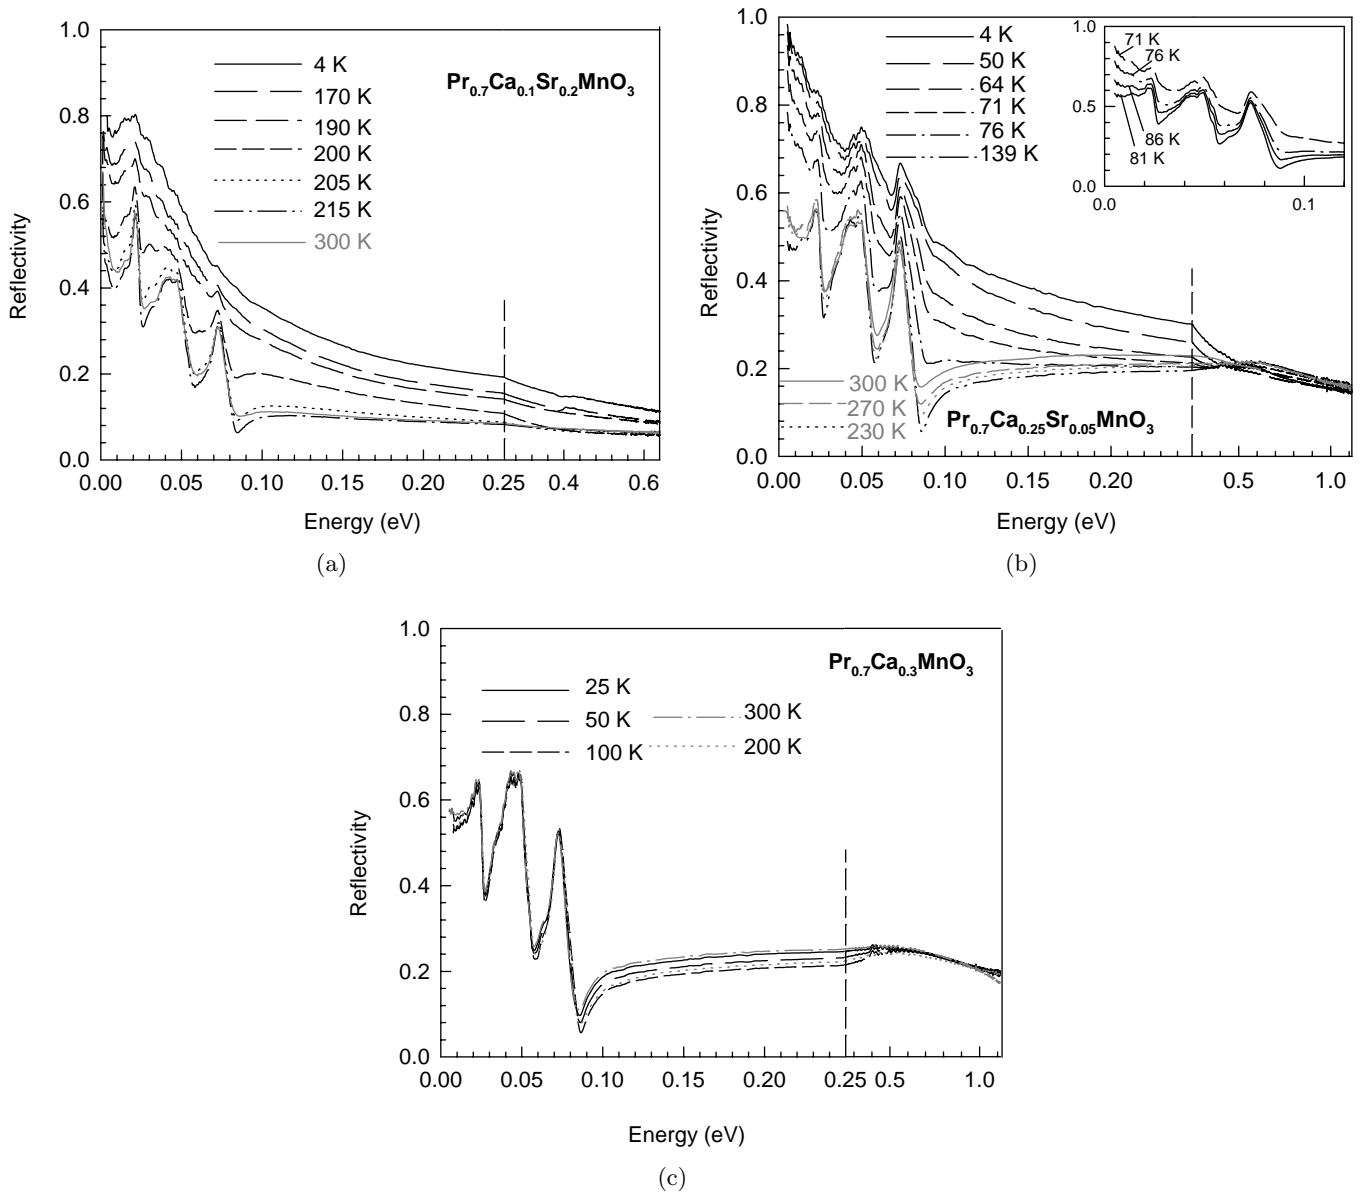 1.0
0.8
0.6
0.4
0.2
0.0
Reflectivity
4 K
170 K
190 K
200 K
205 K
215 K
300 K
Pr0.7Ca0.1Sr0.2MnO3
0.00 0.05 0.10 0.15 0.20 0.25 0.4 0.6
Energy (eV)
(a)
1.0
0.8
0.6
0.4
0.2
0.0
Reflectivity
4 K
50 K
64 K
71 K
76 K
139 K
1.0
0.5
0.0
71 K
76 K
86 K
81 K
0.0 0.1
300 K
270 K
230 K
Pr0.7Ca0.25Sr0.05MnO3
0.00 0.05 0.10 0.15 0.20 0.5 1.0
Energy (eV)
(b)
1.0
0.8
0.6
0.4
0.2
0.0
Reflectivity
Pr0.7Ca0.3MnO3
25 K
50 K
100 K
300 K
200 K
0.00 0.05 0.10 0.15 0.20 0.25 0.5 1.0
Energy (eV)
(c)